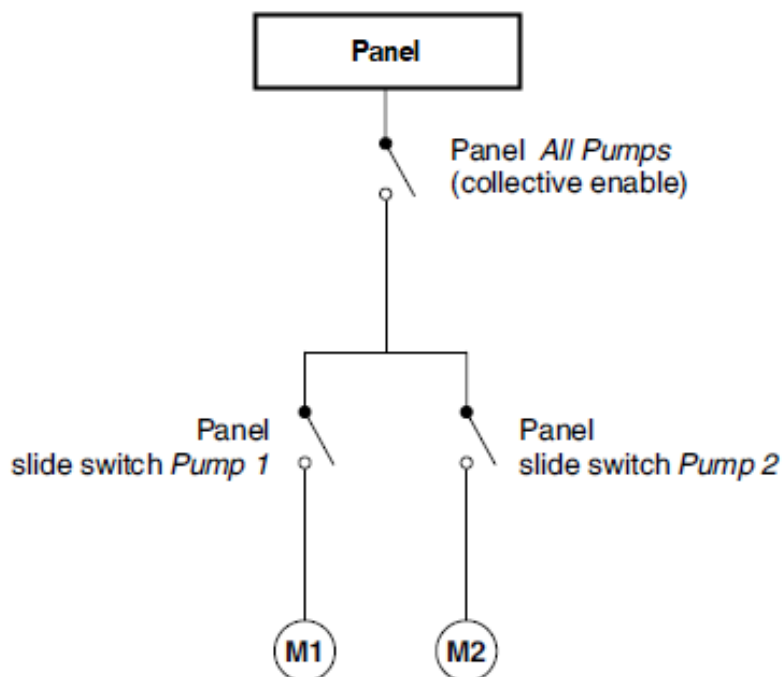 Panel
Panel All Pumps
(collective enable)
Panel
slide switch Pump 1
Panel
slide switch Pump 2
M1
M2